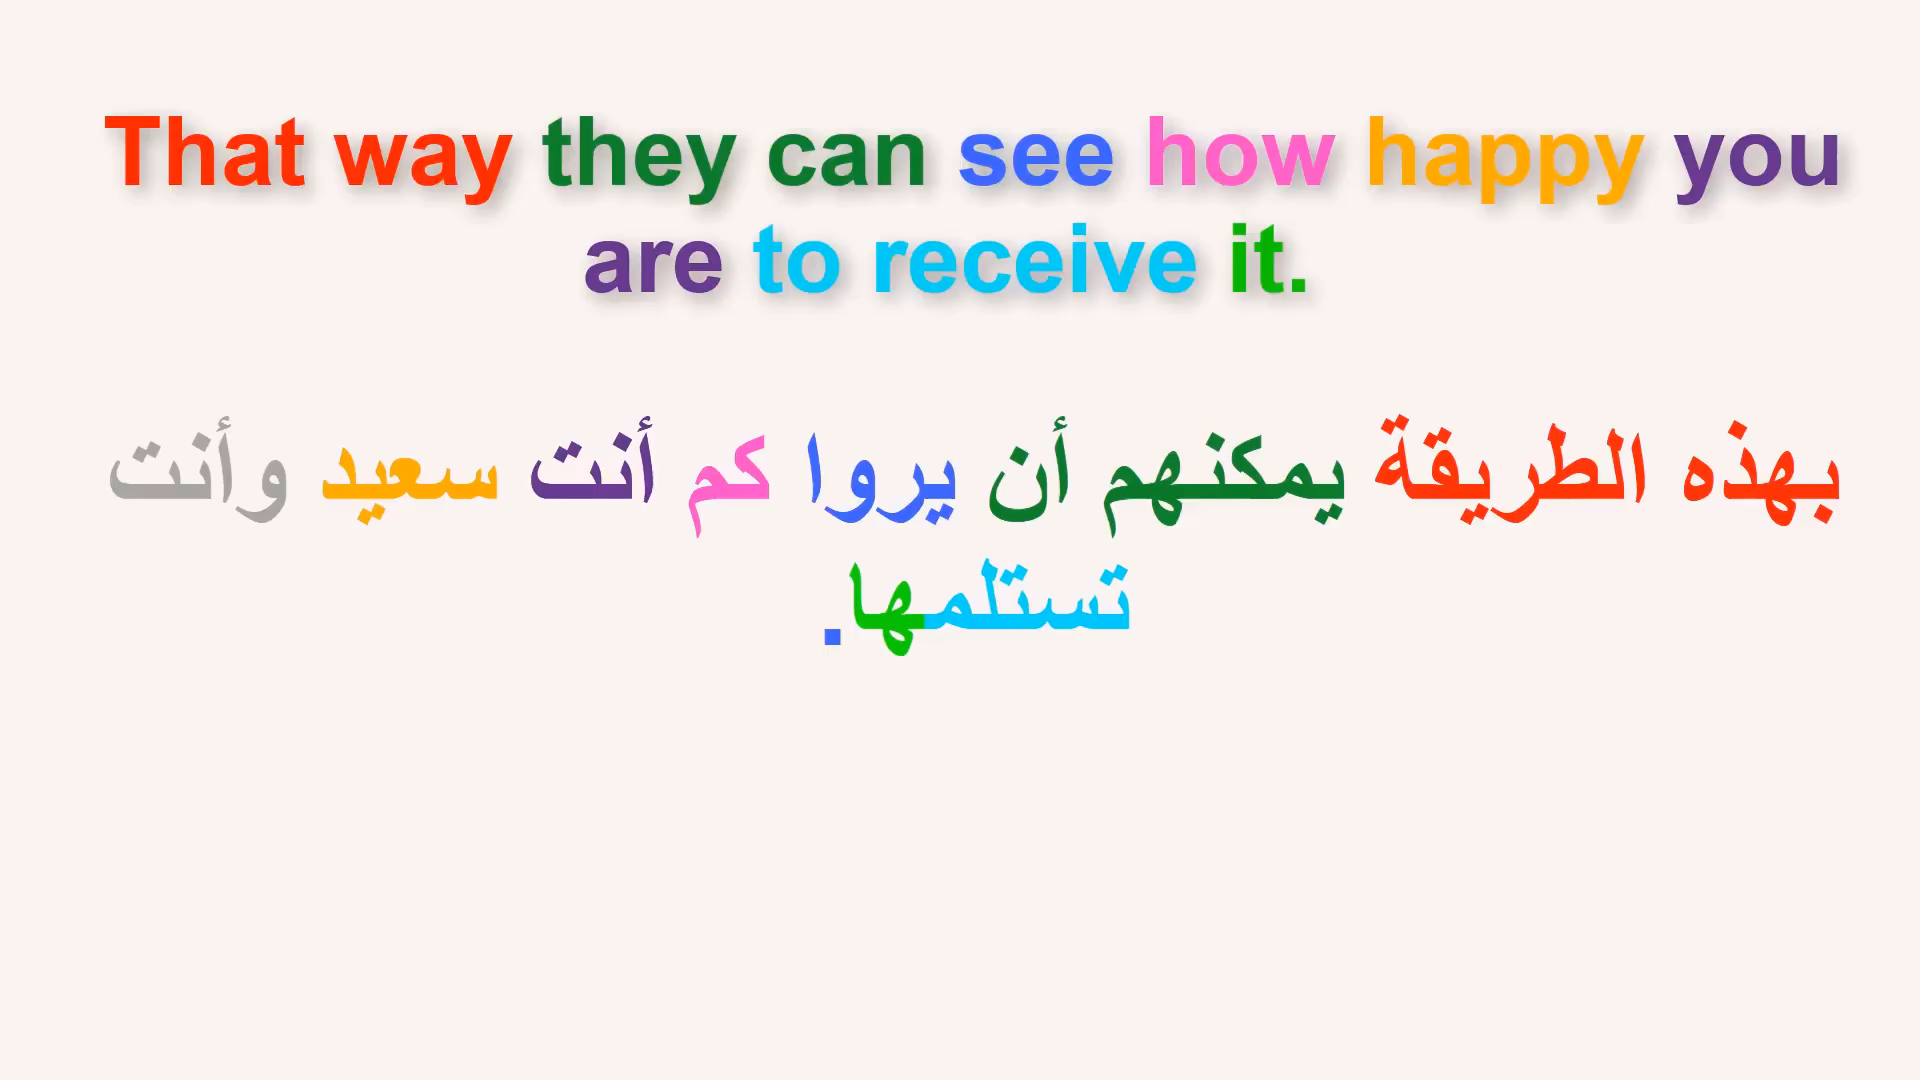 That way they can see how happy you
are to receive it.
بهذه الطريقة يمكنهم أن يروا كم أنت سعيد وأنت
تستلمها.